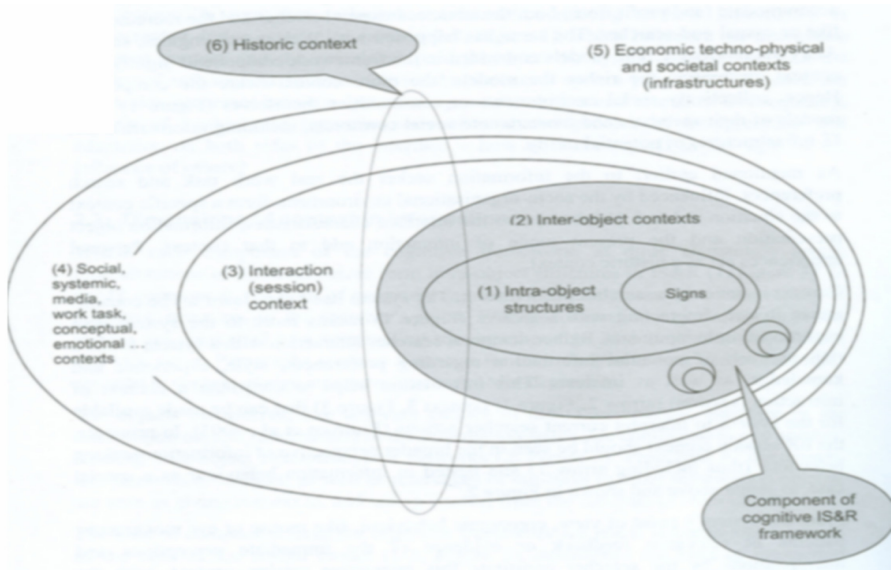 (6) Historic context
(5) Economic techno-physical
and societal contexts
(infrastructures)
(2) Inter-object contexts
(4) Social,
systemic,
media,
work task,
conceptual,
emotional ...
contexts
(3) Interaction
(session)
context
(1) Intra-object
structures
Signs
Component of
cognitive IS&R
framework